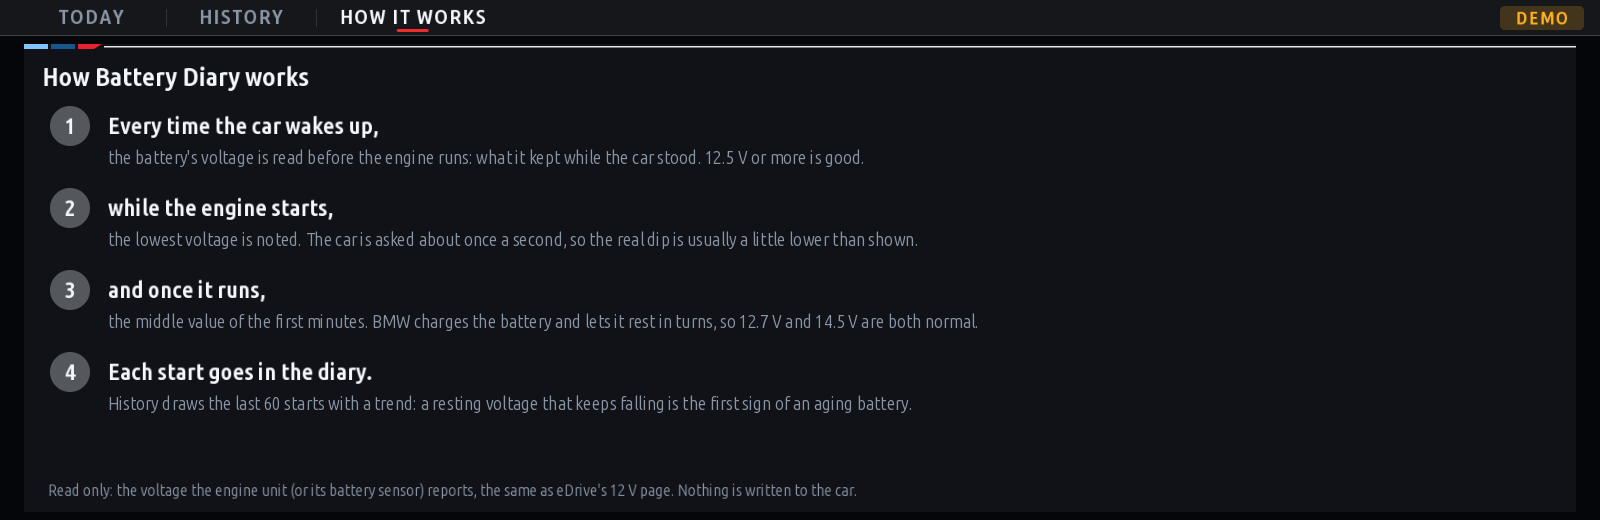 TODAY
HISTORY
HOW IT WORKS
DEMO
How Battery Diary works
1
Every time the car wakes up,
the battery's voltage is read before the engine runs: what it kept while the car stood. 12.5 V or more is good.
2
while the engine starts,
the lowest voltage is noted. The car is asked about once a second, so the real dip is usually a little lower than shown.
3
and once it runs,
the middle value of the first minutes. BMW charges the battery and lets it rest in turns, so 12.7 V and 14.5 V are both normal.
4
Each start goes in the diary.
History draws the last 60 starts with a trend: a resting voltage that keeps falling is the first sign of an aging battery.
Read only: the voltage the engine unit (or its battery sensor) reports, the same as eDrive's 12 V page. Nothing is written to the car.